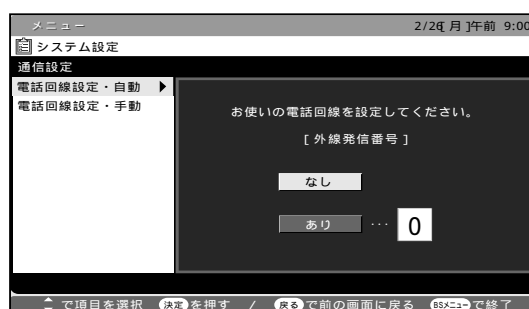 メニュー 2/26[月]午前 9:00
システム設定
通信設定
電話回線設定・自動
電話回線設定・手動
お使いの電話回線を設定してください。
[外線発信番号]
なし
あり ··· 0
で項目を選択 決定を押す / 戻るで前の画面に戻る BSメニューで終了